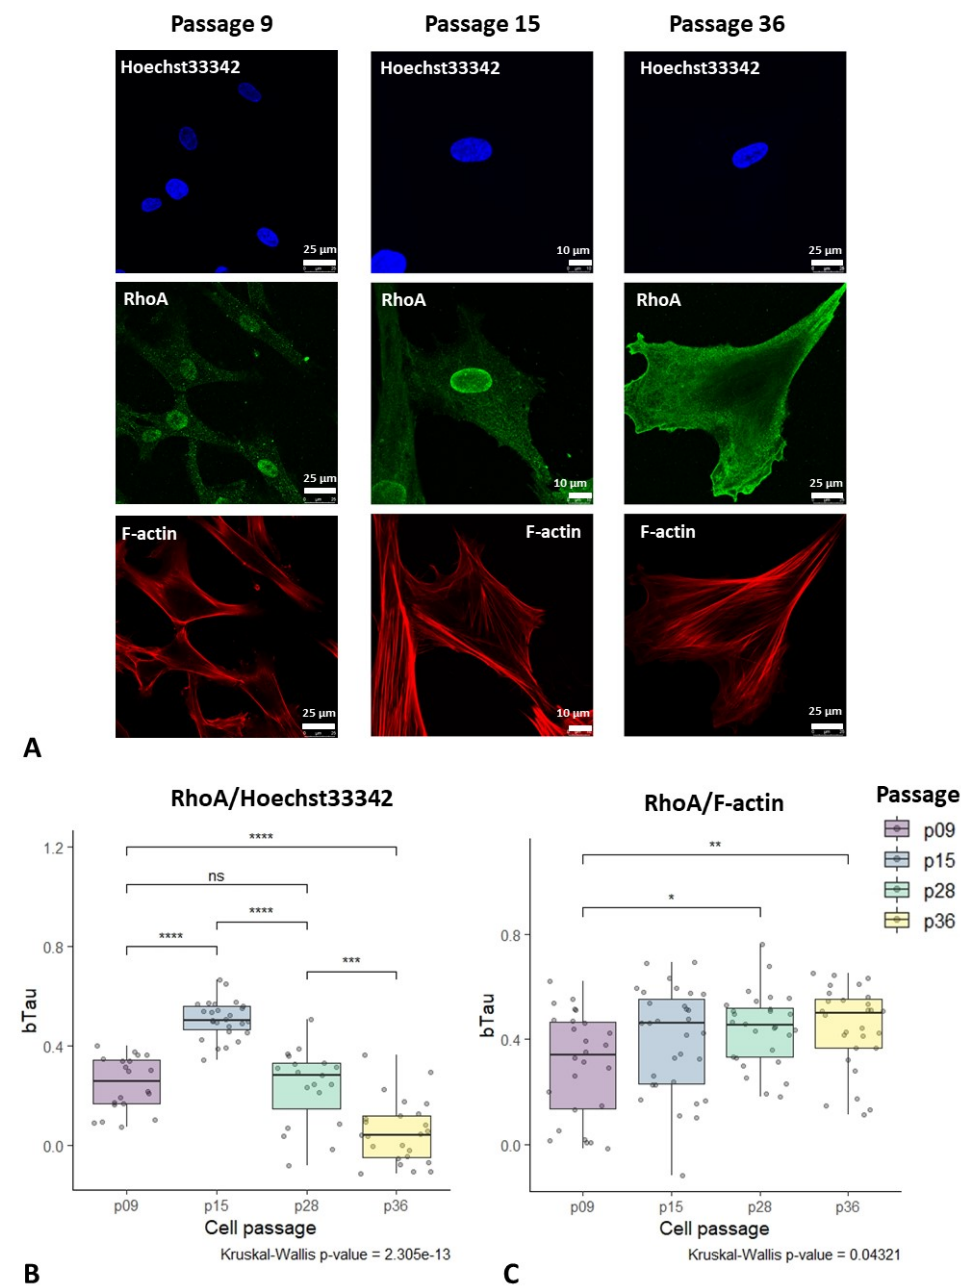 Passage 9
Passage 15
Passage 36
Hoechst33342
Hoechst33342
Hoechst33342
25 µm
10 µm
25 µm
RhoA
RhoA
RhoA
25 µm
10 µm
25 µm
F-actin
F-actin
F-actin
25 µm
10 µm
25 µm
A
RhoA/Hoechst33342
****
ns
****
****
***
1.2
0.8
0.4
0.0
bTau
p09
p15
p28
p36
Cell passage
Kruskal-Wallis p-value = 2.305e-13
B
RhoA/F-actin
**
*
0.8
0.4
0.0
bTau
p09
p15
p28
p36
Cell passage
Kruskal-Wallis p-value = 0.04321
C
Passage
p09
p15
p28
p36